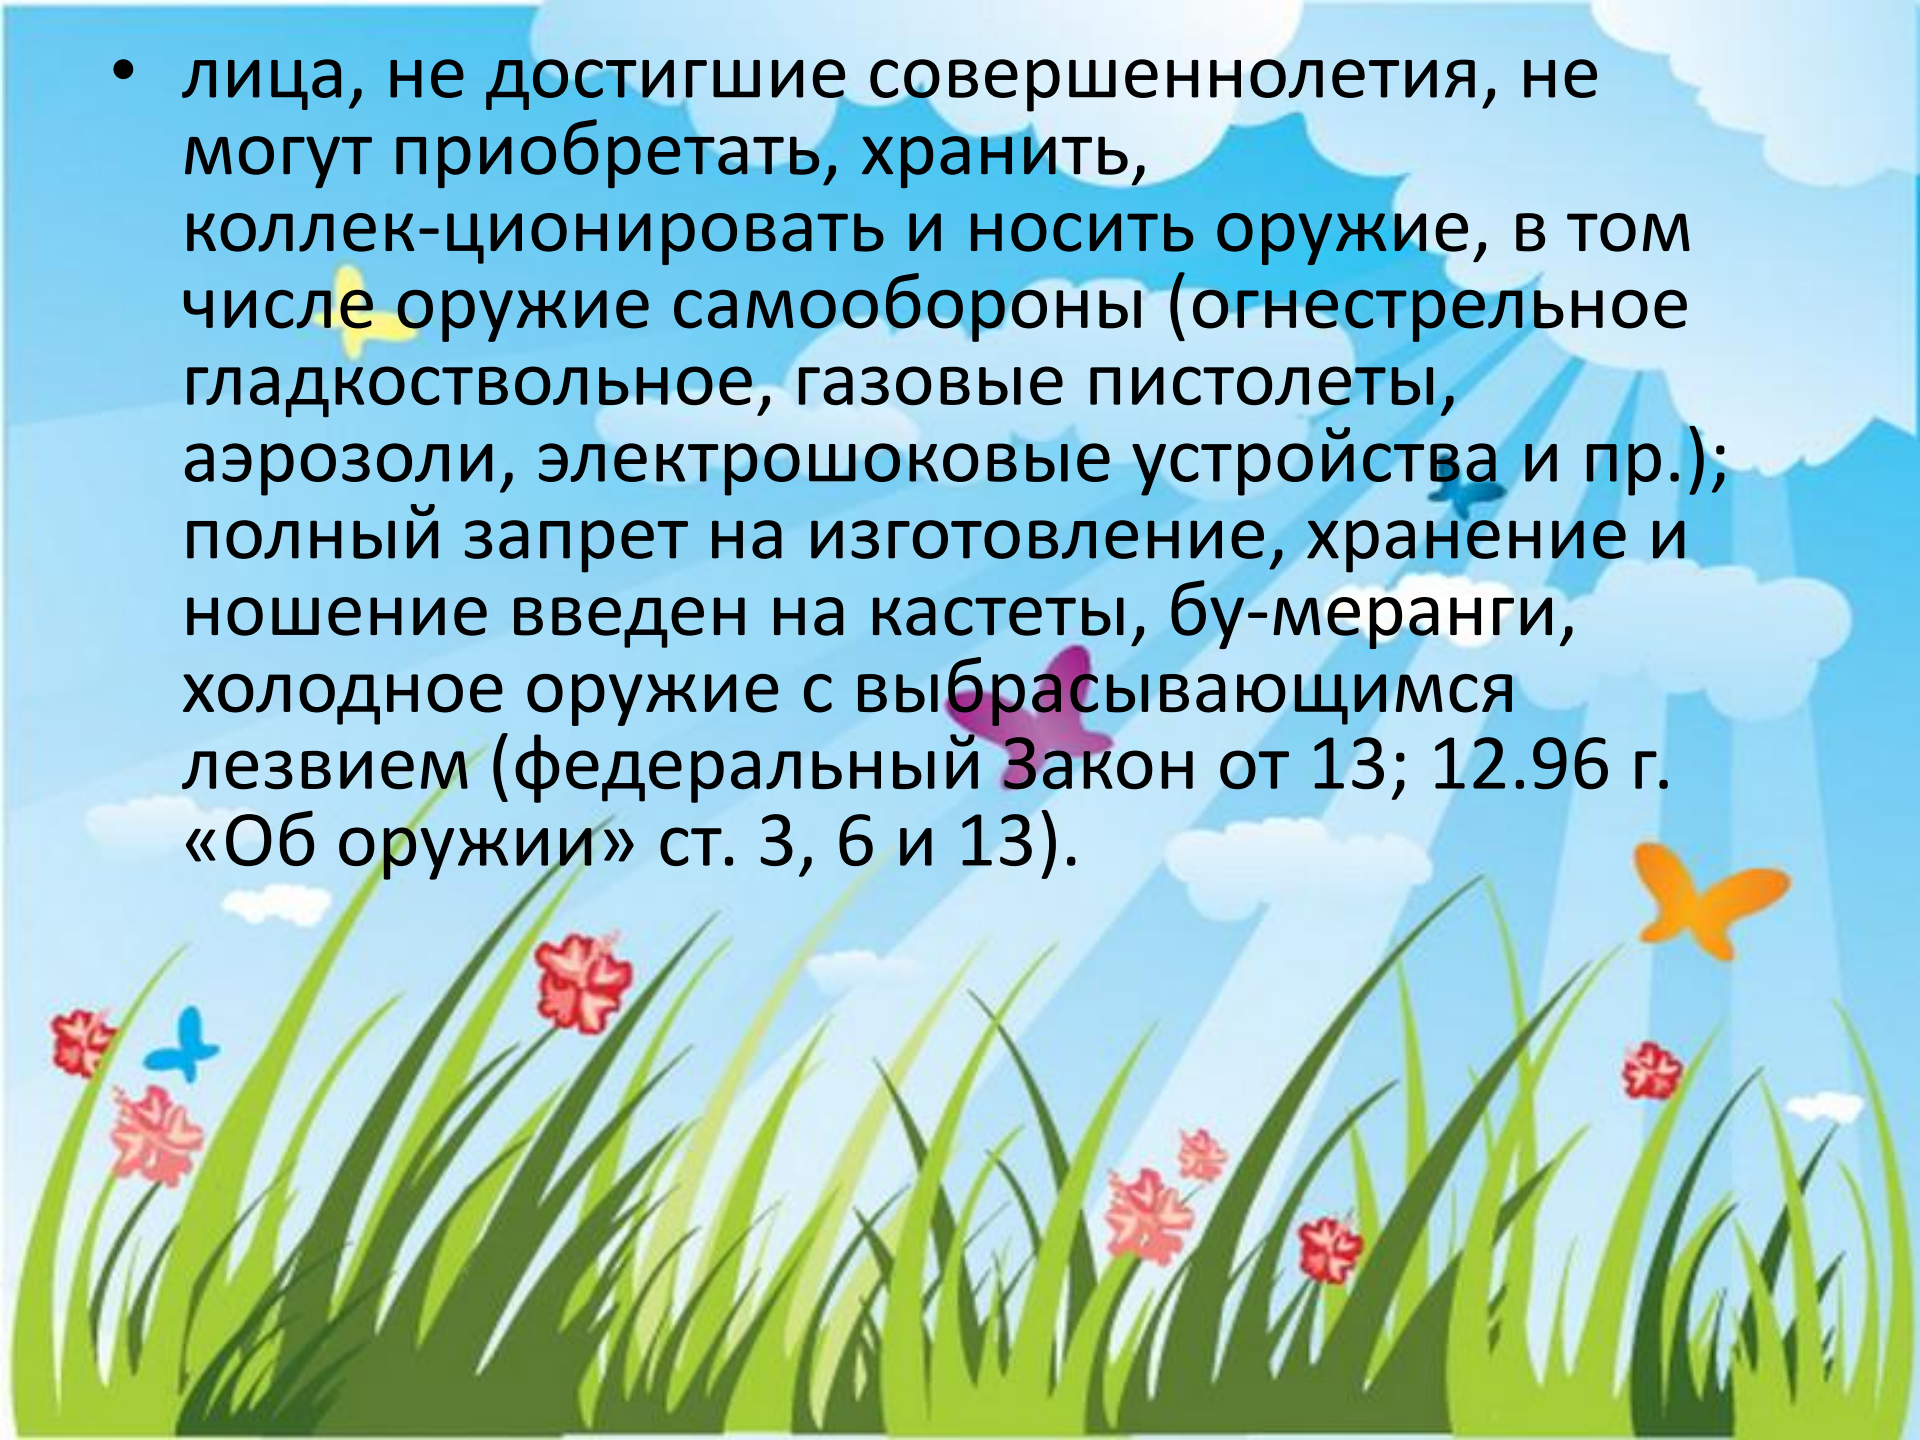 • лица, не достигшие совершеннолетия, не
могут приобретать, хранить,
коллек-ционировать и носить оружие, в том
числе оружие самообороны (огнестрельное
гладкоствольное, газовые пистолеты,
аэрозоли, электрошоковые устройства и пр.);
полный запрет на изготовление, хранение и
ношение введен на кастеты, бу-меранги,
холодное оружие с выбрасывающимся
лезвием (федеральный Закон от 13; 12.96 г.
«Об оружии» ст. 3, 6 и 13).